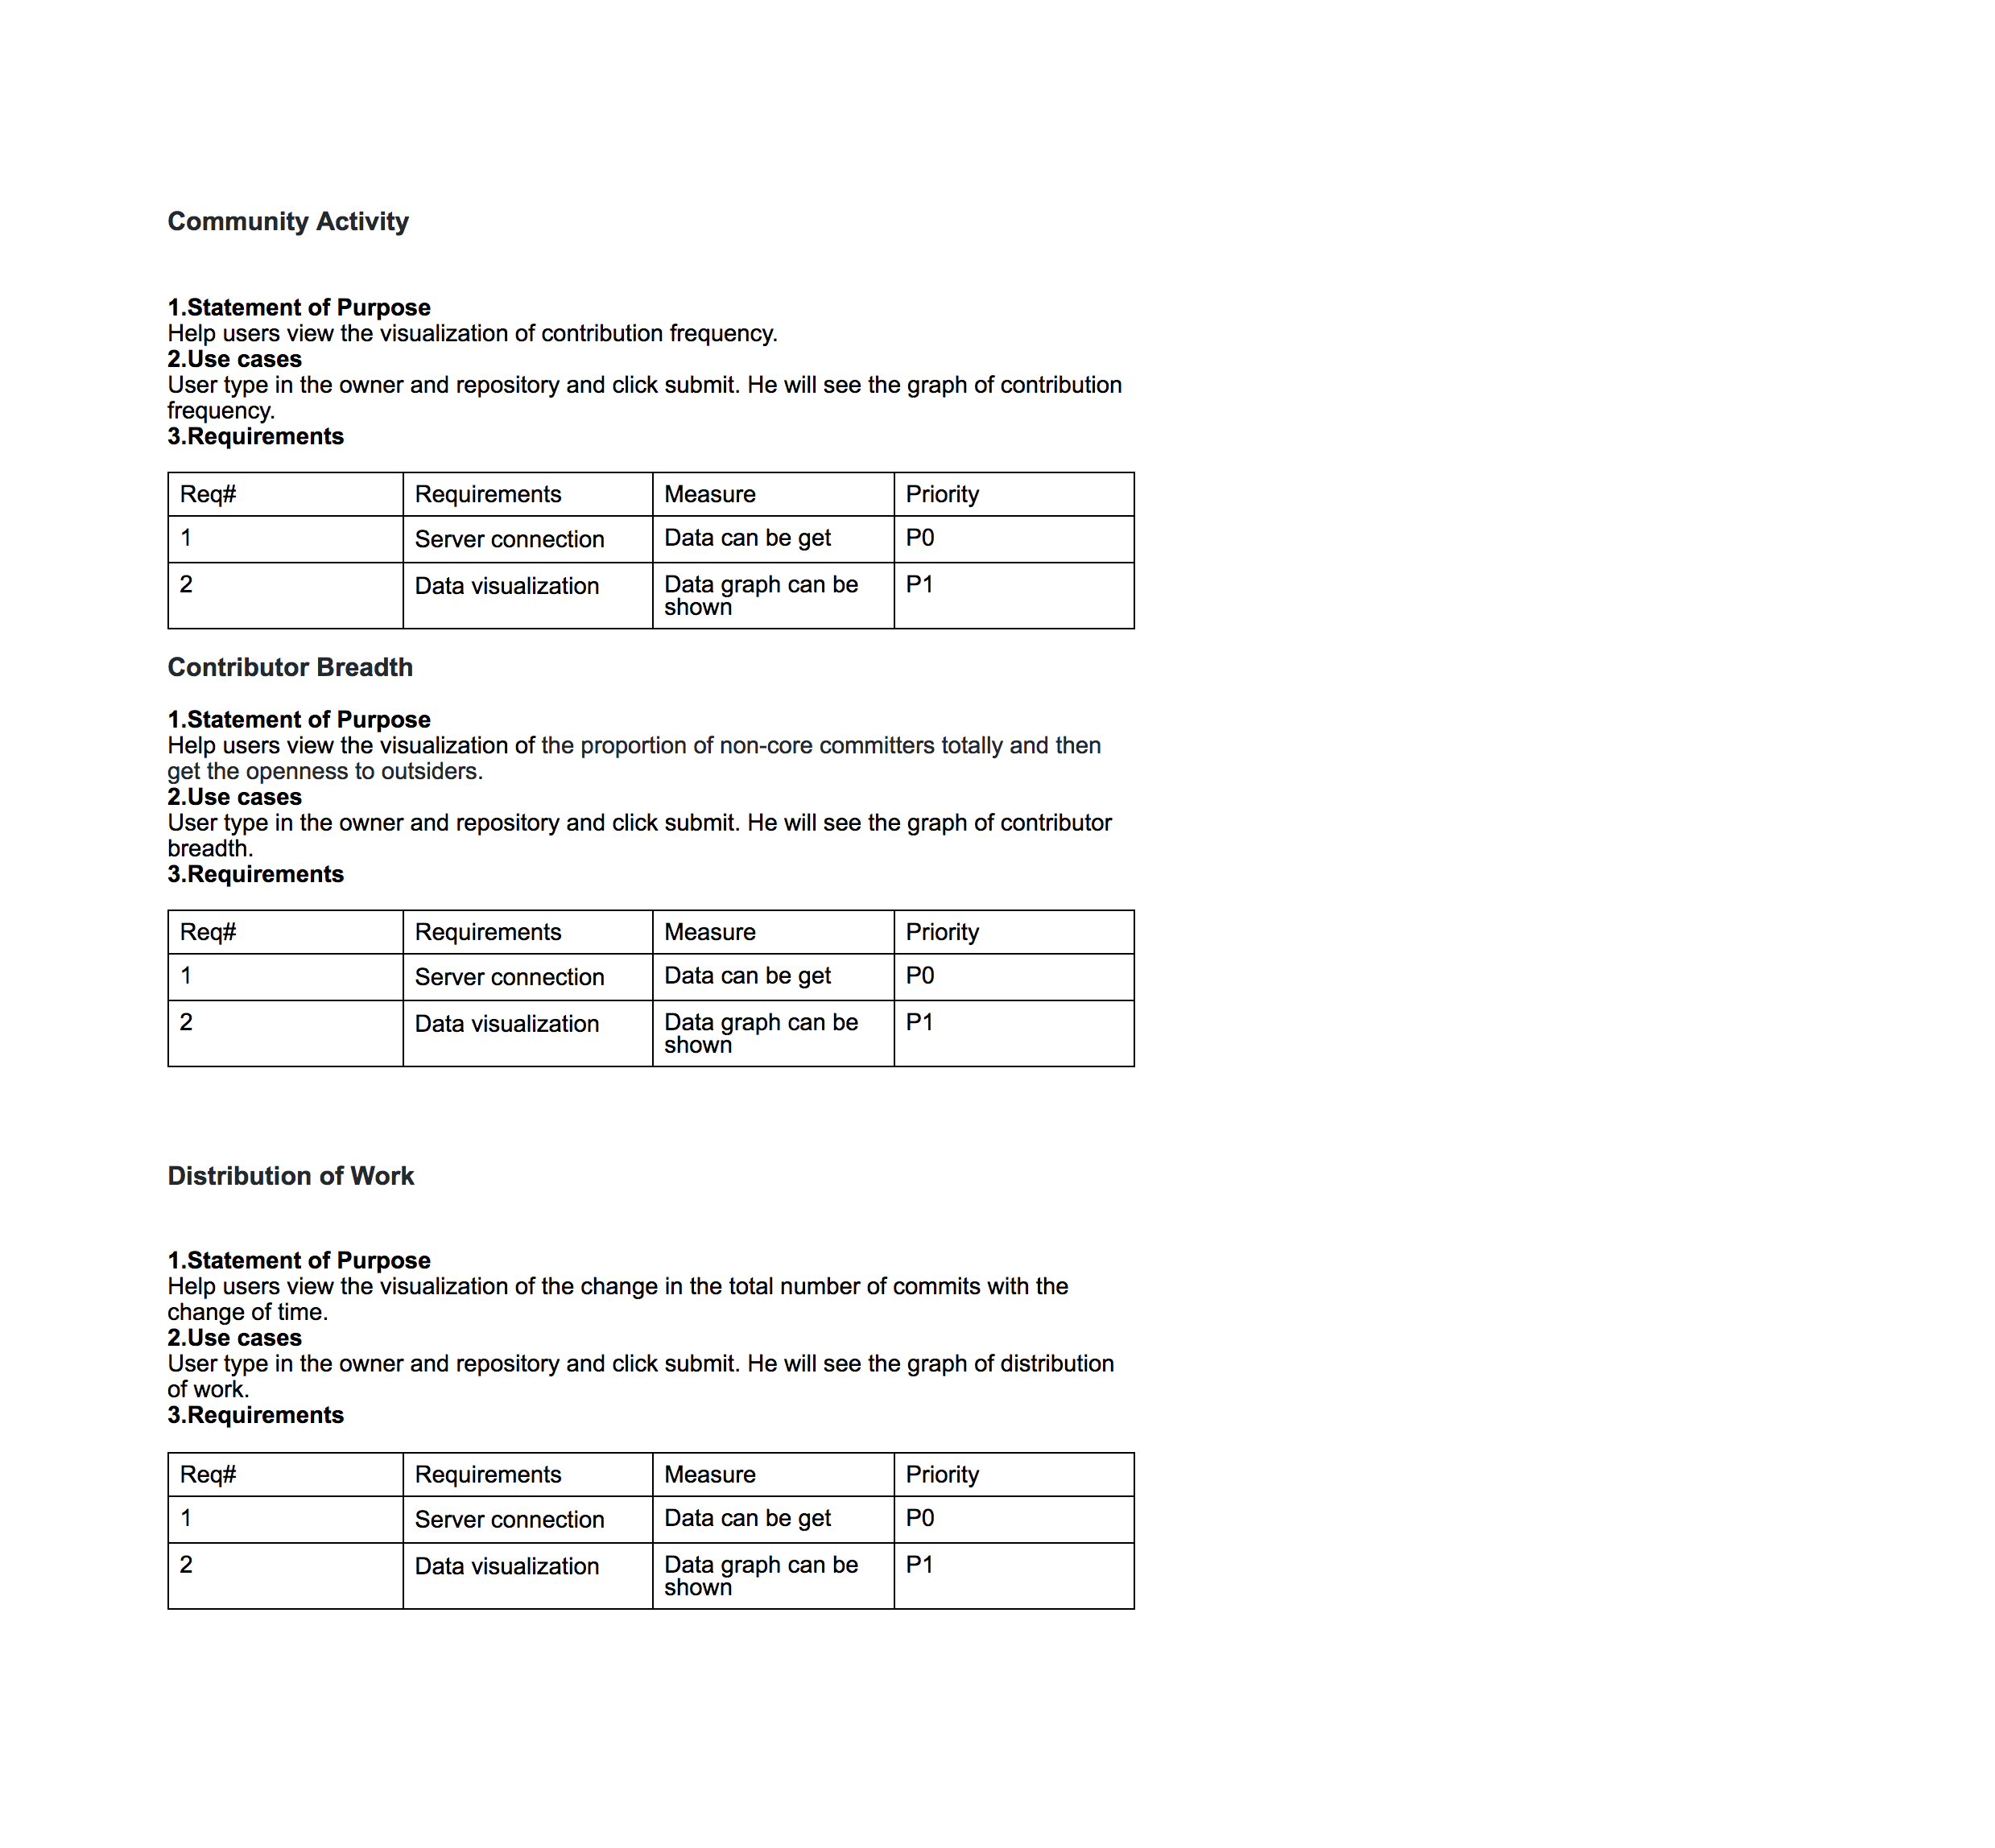 Community Activity
1.Statement of Purpose
Help users view the visualization of contribution frequency.
2.Use cases
User type in the owner and repository and click submit. He will see the graph of contribution
frequency.
3.Requirements
Req# Requirements Measure Priority
1 Server connection Data can be get P0
2 Data visualization Data graph can be P1
shown
Contributor Breadth
1.Statement of Purpose
Help users view the visualization of the proportion of non-core committers totally and then
get the openness to outsiders.
2.Use cases
User type in the owner and repository and click submit. He will see the graph of contributor
breadth.
3.Requirements
Req# Requirements Measure Priority
1 Server connection Data can be get P0
2 Data visualization Data graph can be P1
shown
Distribution of Work
1.Statement of Purpose
Help users view the visualization of the change in the total number of commits with the
change of time.
2.Use cases
User type in the owner and repository and click submit. He will see the graph of distribution
of work.
3.Requirements
Req# Requirements Measure Priority
1 Server connection Data can be get P0
2 Data visualization Data graph can be P1
shown